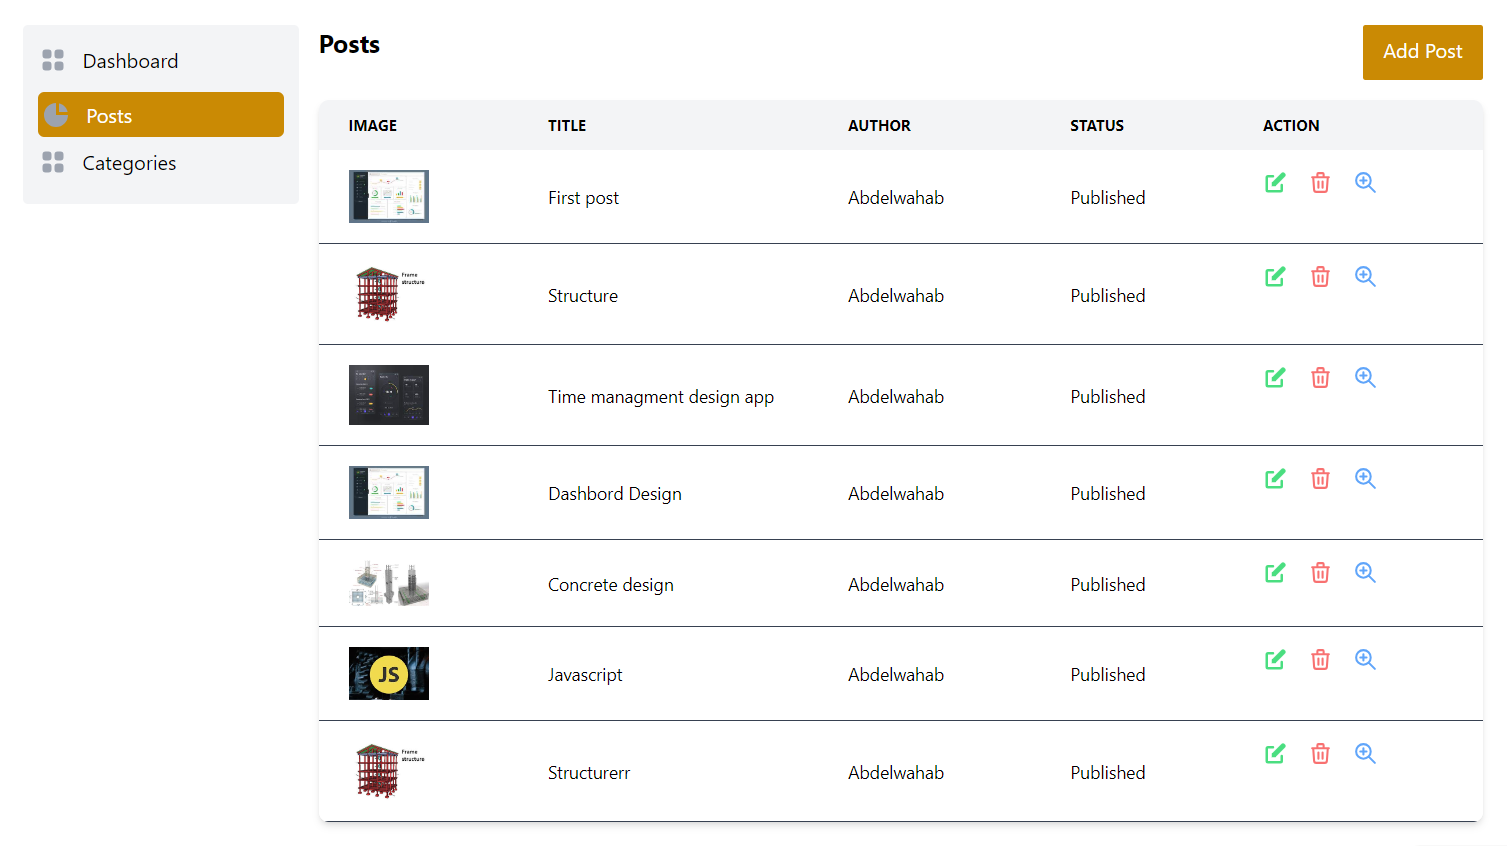 Dashboard
Posts
Categories
Posts
Add Post
IMAGE TITLE AUTHOR STATUS ACTION
First post Abdelwahab Published
Frame
structure
Structure Abdelwahab Published
Time managment design app Abdelwahab Published
Dashbord Design Abdelwahab Published
Concrete design Abdelwahab Published
JS
Javascript Abdelwahab Published
Frame
structure
Structurerr Abdelwahab Published